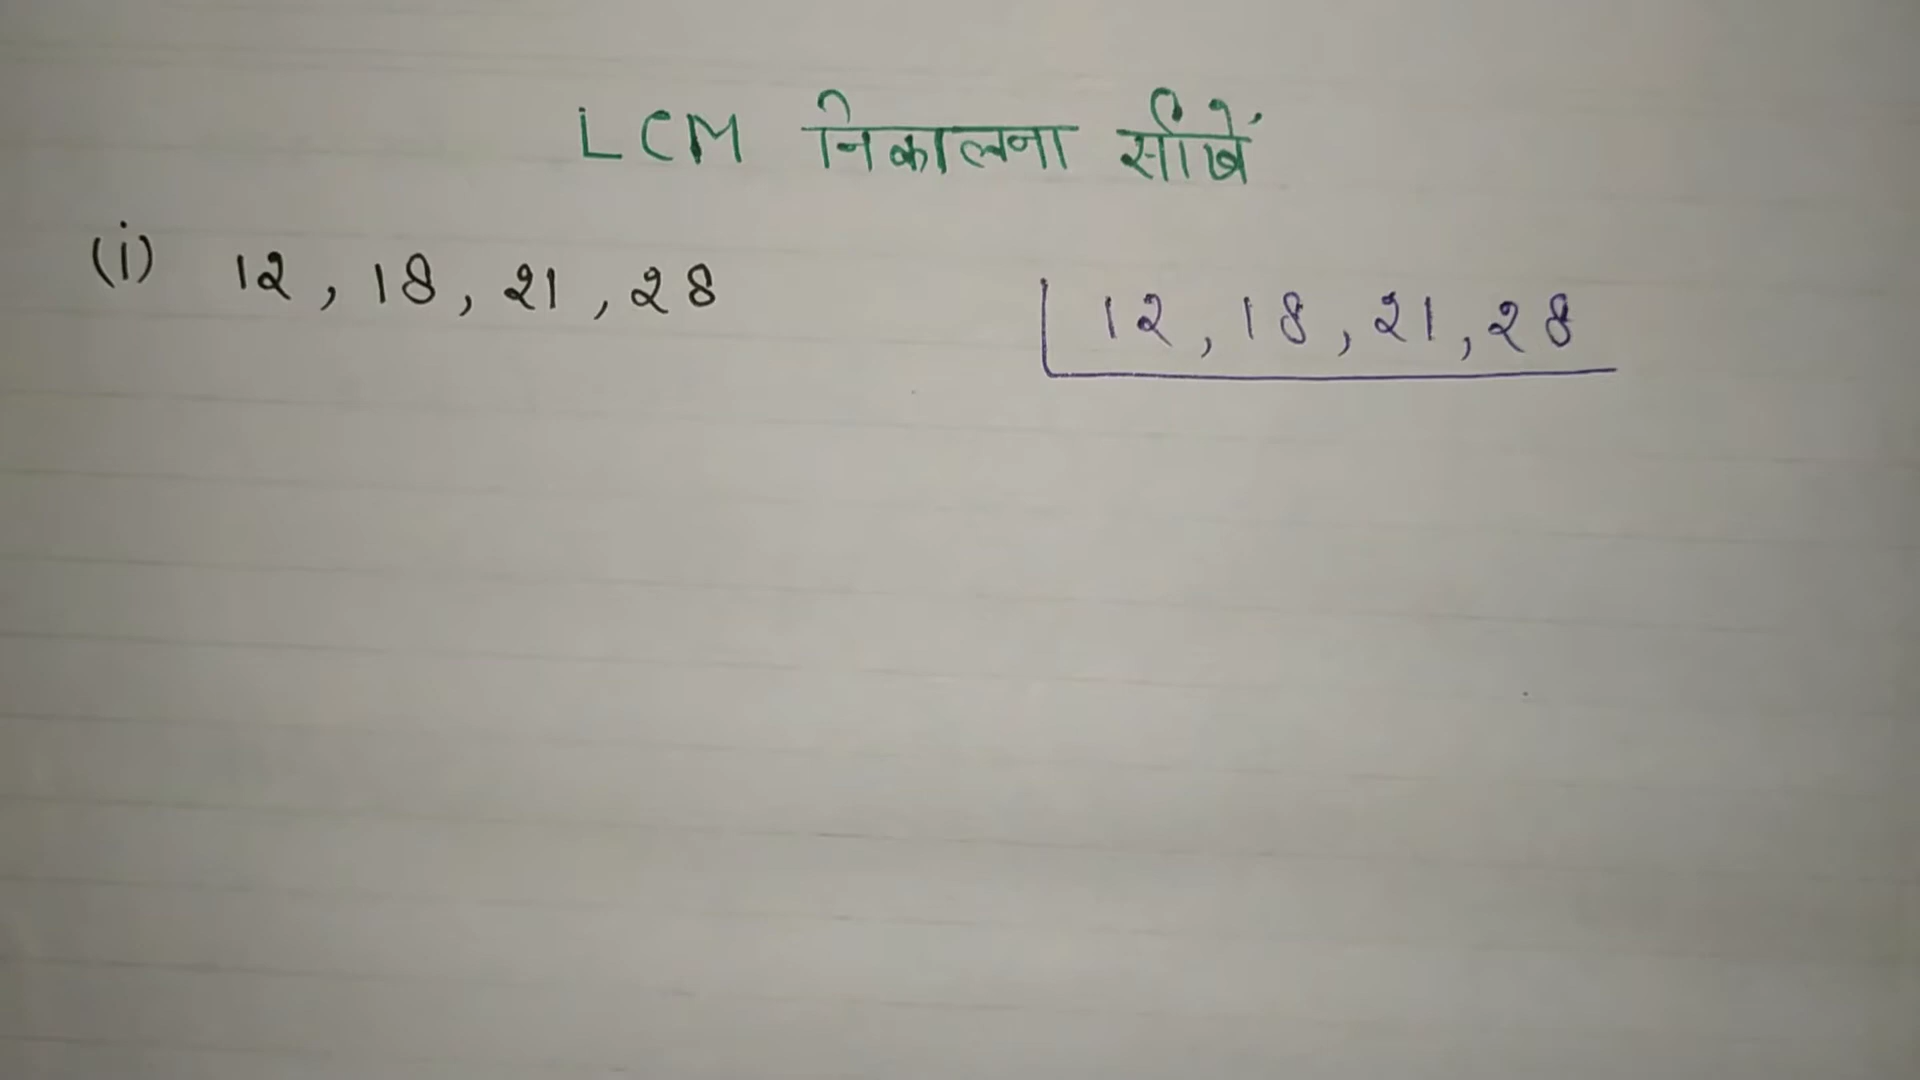 LCM निकालना सीखें
(i) 12, 18, 21, 28
12, 18, 21, 28